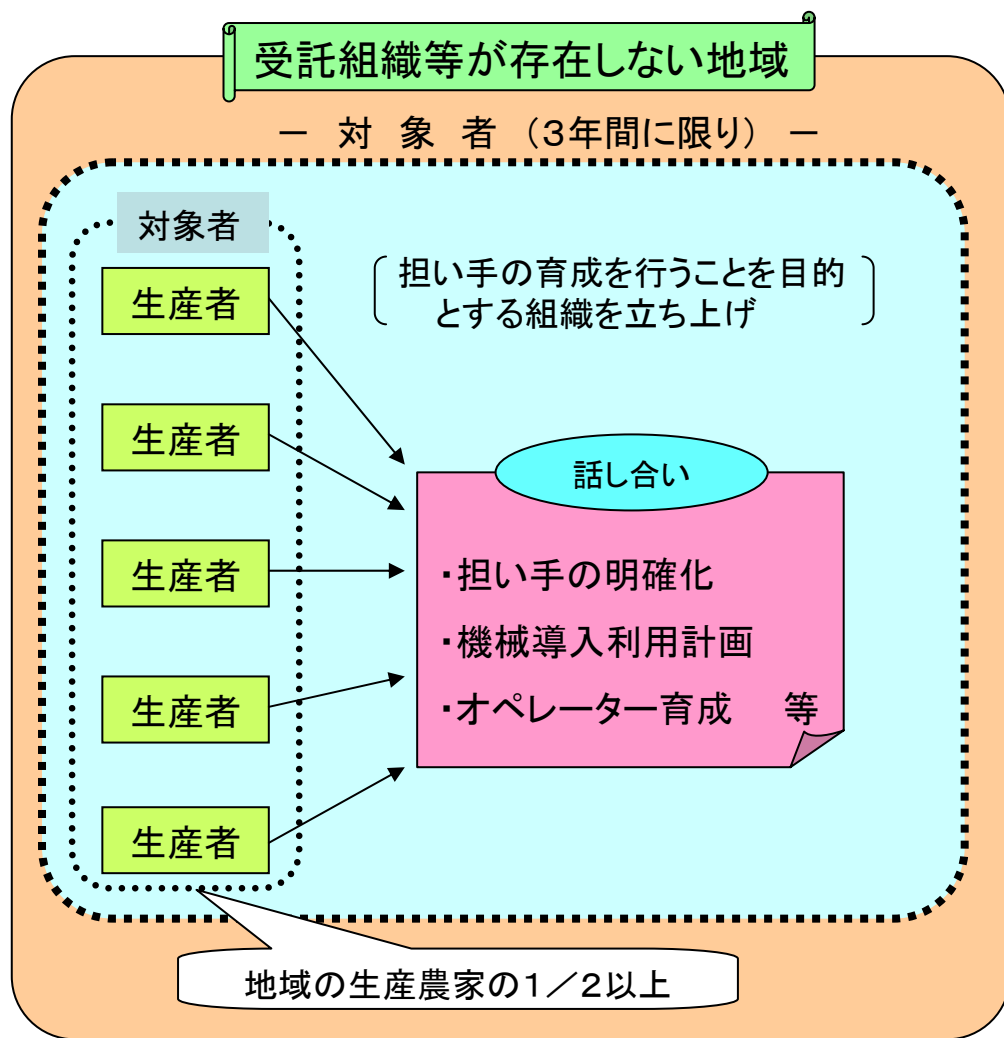 受託組織等が存在しない地域
－ 対 象 者 （３年間に限り） －
対象者
担い手の育成を行うことを目的
とする組織を立ち上げ
生産者
生産者
生産者
生産者
生産者
話し合い
・担い手の明確化
・機械導入利用計画
・オペレーター育成　等
地域の生産農家の１／２以上